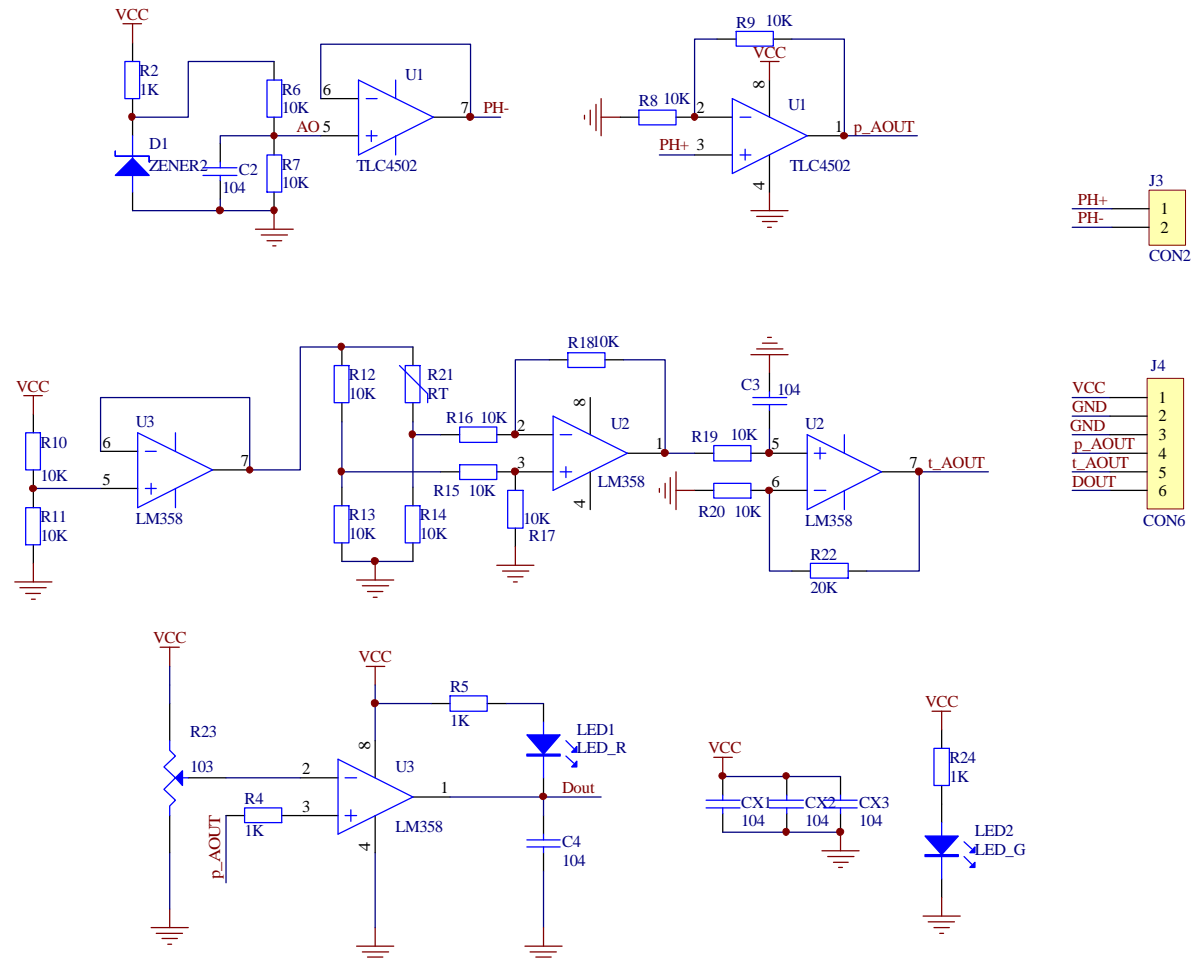 VCC
R2
1K
D1
ZENER2
C2
104
R6
10K
R7
10K
AO
5
6
7
U1
TLC4502
PH-
R9 10K
VCC
8
R8 10K
2
U1
PH+ 3
1
p_AOUT
4
TLC4502
J3
PH+
1
PH-
2
CON2
VCC
R10
10K
R11
10K
6
5
U3
7
LM358
R12
10K
R21
RT
R13
10K
R14
10K
R16 10K
R15 10K
2
3
R18 10K
8
U2
1
4
LM358
10K
R17
R19 10K
C3 104
5
6
U2
7
t_AOUT
R20 10K
LM358
R22
20K
J4
VCC
1
GND
2
GND
3
p_AOUT
4
t_AOUT
5
DOUT
6
CON6
VCC
R23
103
R4
1K
p_AOUT
2
3
VCC
8
U3
1
4
LM358
R5
1K
LED1
LED_R
Dout
C4
104
VCC
CX1
104
CX2
104
CX3
104
VCC
R24
1K
LED2
LED_G